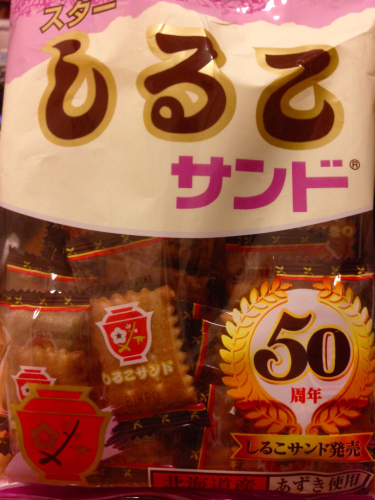 スター
しるこ
サンド®
しるこサンド
50
周年
しるこサンド発売
北海道産 あずき使用